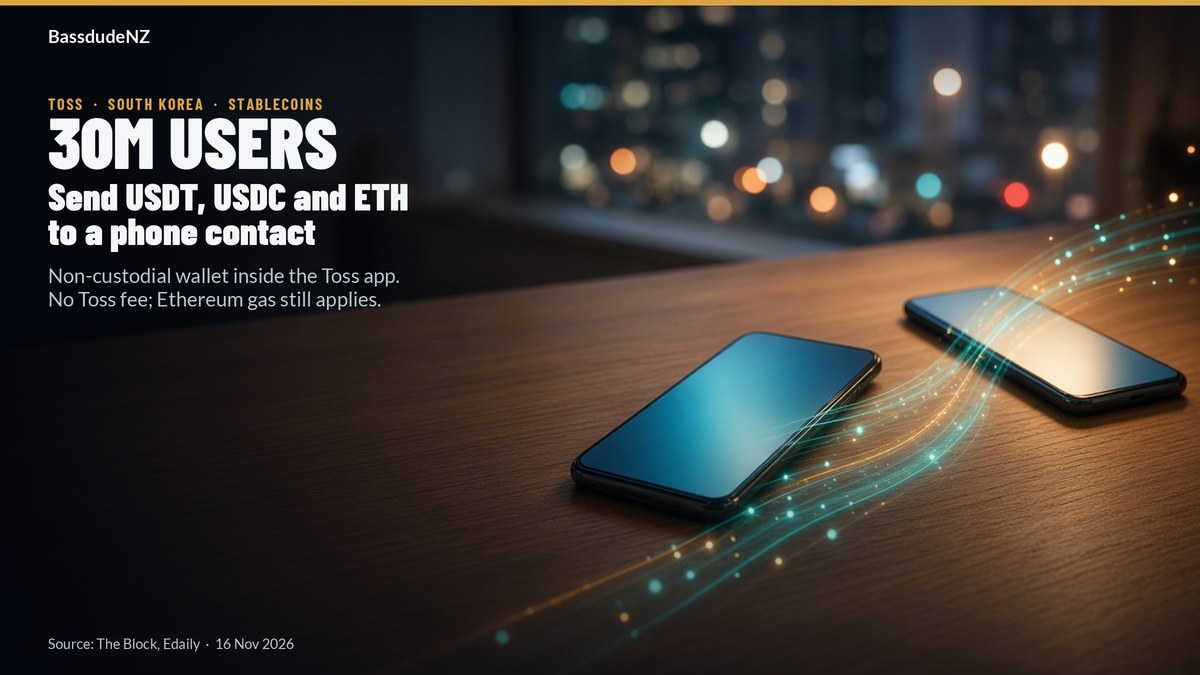 BassdudeNZ
TOSS · SOUTH KOREA · STABLECOINS
30M USERS
Send USDT, USDC and ETH
to a phone contact
Non-custodial wallet inside the Toss app.
No Toss fee; Ethereum gas still applies.
Source: The Block, Edaily · 16 Nov 2026